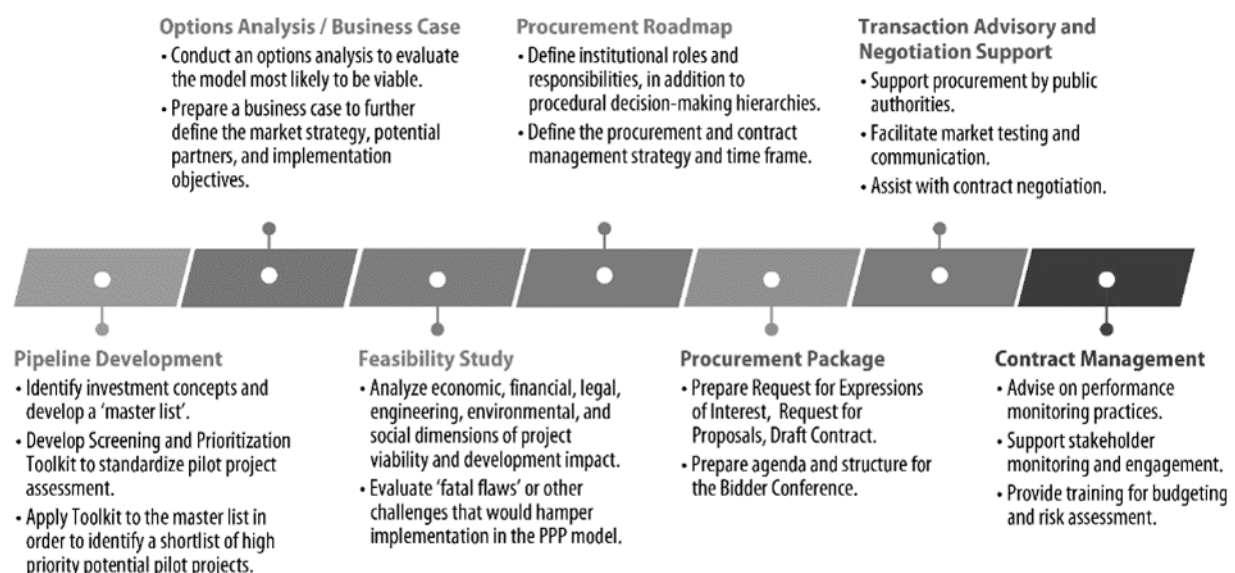 Options Analysis / Business Case
• Conduct an options analysis to evaluate
the model most likely to be viable.
• Prepare a business case to further
define the market strategy, potential
partners, and implementation
objectives.
Procurement Roadmap
• Define institutional roles and
responsibilities, in addition to
procedural decision-making hierarchies.
• Define the procurement and contract
management strategy and time frame.
Transaction Advisory and
Negotiation Support
• Support procurement by public
authorities.
• Facilitate market testing and
communication.
• Assist with contract negotiation.
Pipeline Development
• Identify investment concepts and
develop a ‘master list’.
• Develop Screening and Prioritization
Toolkit to standardize pilot project
assessment.
• Apply Toolkit to the master list in
order to identify a shortlist of high
priority potential pilot projects.
Feasibility Study
• Analyze economic, financial, legal,
engineering, environmental, and
social dimensions of project
viability and development impact.
• Evaluate ‘fatal flaws’ or other
challenges that would hamper
implementation in the PPP model.
Procurement Package
• Prepare Request for Expressions
of Interest, Request for
Proposals, Draft Contract.
• Prepare agenda and structure for
the Bidder Conference.
Contract Management
• Advise on performance
monitoring practices.
• Support stakeholder
monitoring and engagement.
• Provide training for budgeting
and risk assessment.